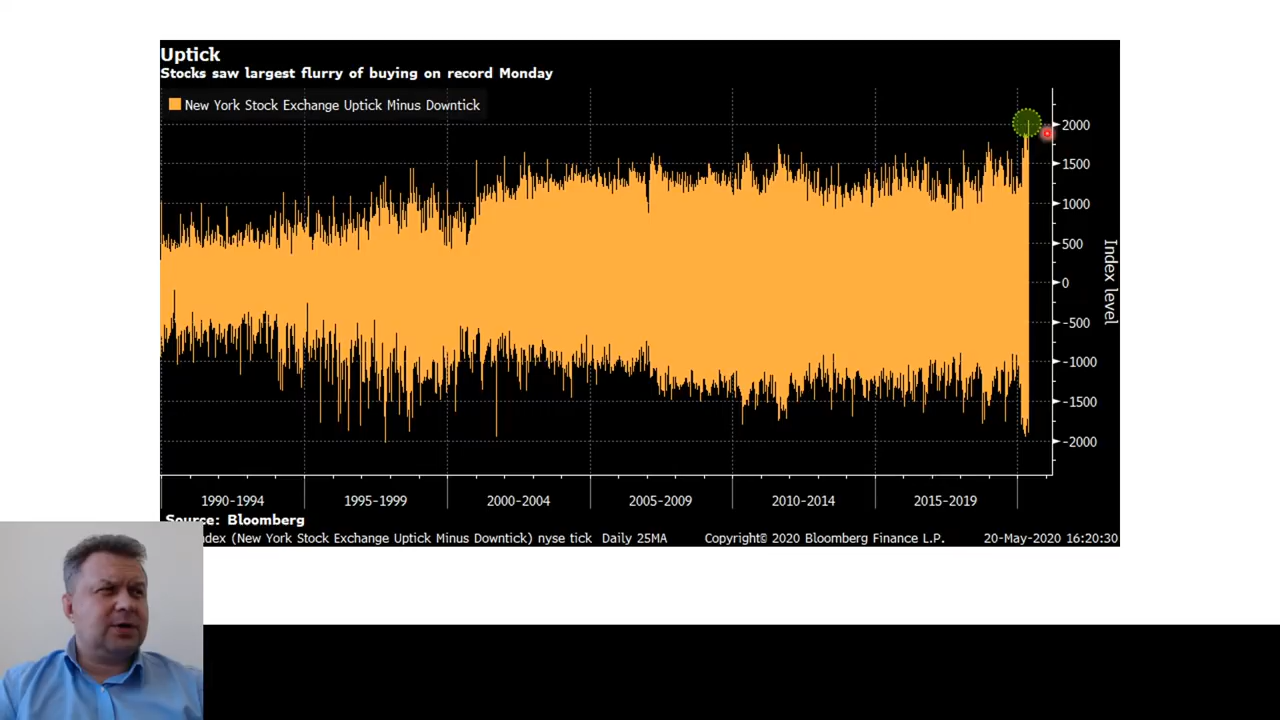 Uptick
Stocks saw largest flurry of buying on record Monday
New York Stock Exchange Uptick Minus Downtick
2000
1500
1000
500
0
-500
-1000
-1500
-2000
Index level
1990-1994 1995-1999 2000-2004 2005-2009 2010-2014 2015-2019
Source: Bloomberg
(New York Stock Exchange Uptick Minus Downtick) nyse tick Daily 25MA Copyright© 2020 Bloomberg Finance L.P. 20-May-2020 16:20:30